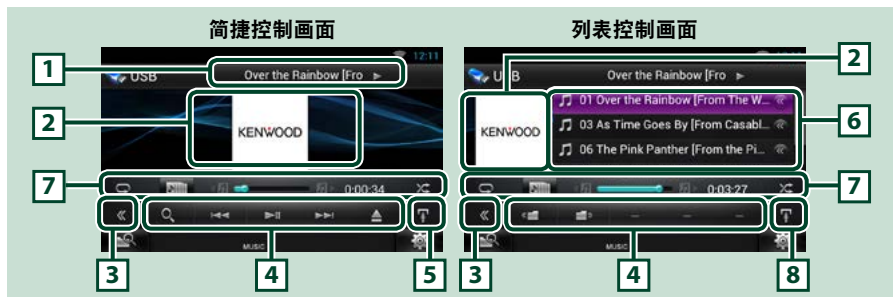 简捷控制画面
列表控制画面
12:11
1
USB
Over the Rainbow [Fro
2
KENWOOD
7
0:00:34
3
4
5
MUSIC
2
USB
Over the Rainbow [Fro
KENWOOD
01 Over the Rainbow [From The W...
03 As Time Goes By [From Casabl...
06 The Pink Panther [From the Pi...
6
0:03:27
7
MUSIC
3
4
8